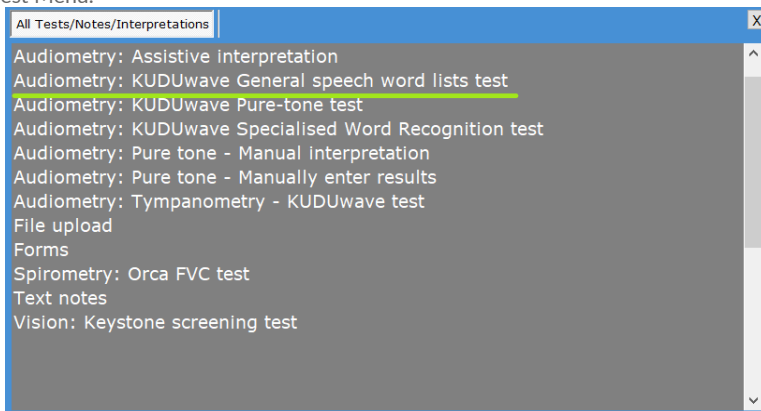 All Tests/Notes/Interpretations
X
Audiometry: Assistive interpretation
Audiometry: KUDUwave General speech word lists test
Audiometry: KUDUwave Pure-tone test
Audiometry: KUDUwave Specialised Word Recognition test
Audiometry: Pure tone - Manual interpretation
Audiometry: Pure tone - Manually enter results
Audiometry: Tympanometry - KUDUwave test
File upload
Forms
Spirometry: Orca FVC test
Text notes
Vision: Keystone screening test